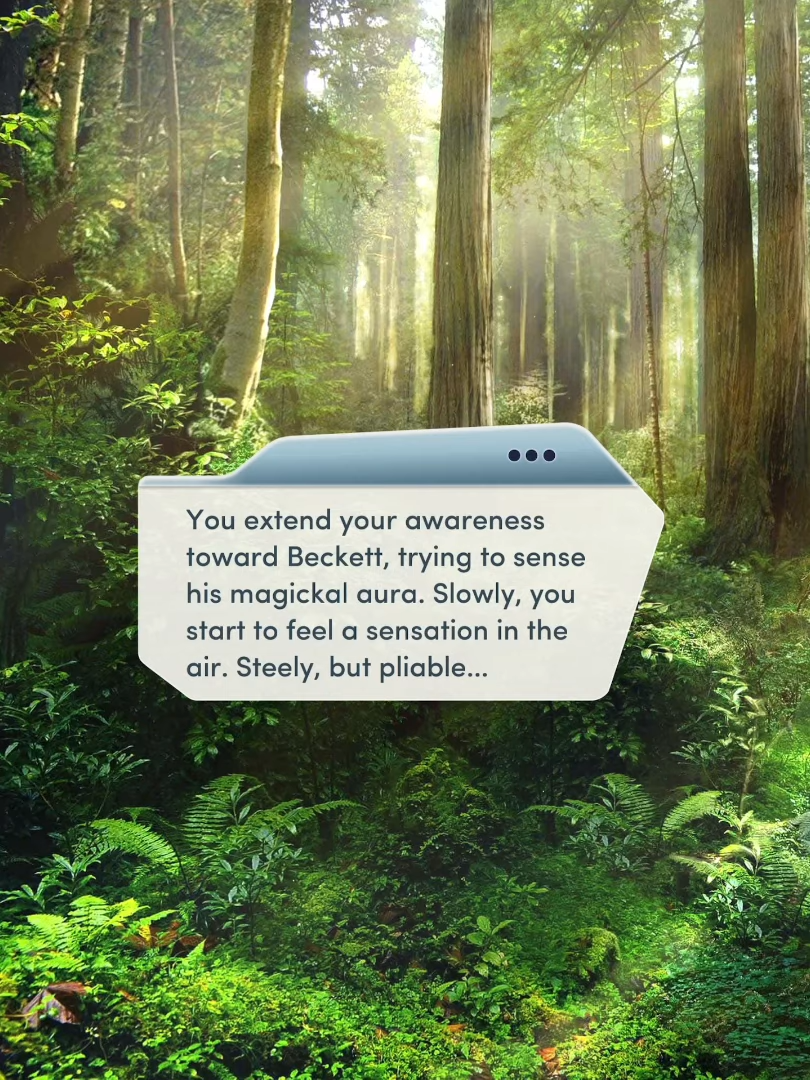 You extend your awareness
toward Beckett, trying to sense
his magickal aura. Slowly, you
start to feel a sensation in the
air. Steely, but pliable...